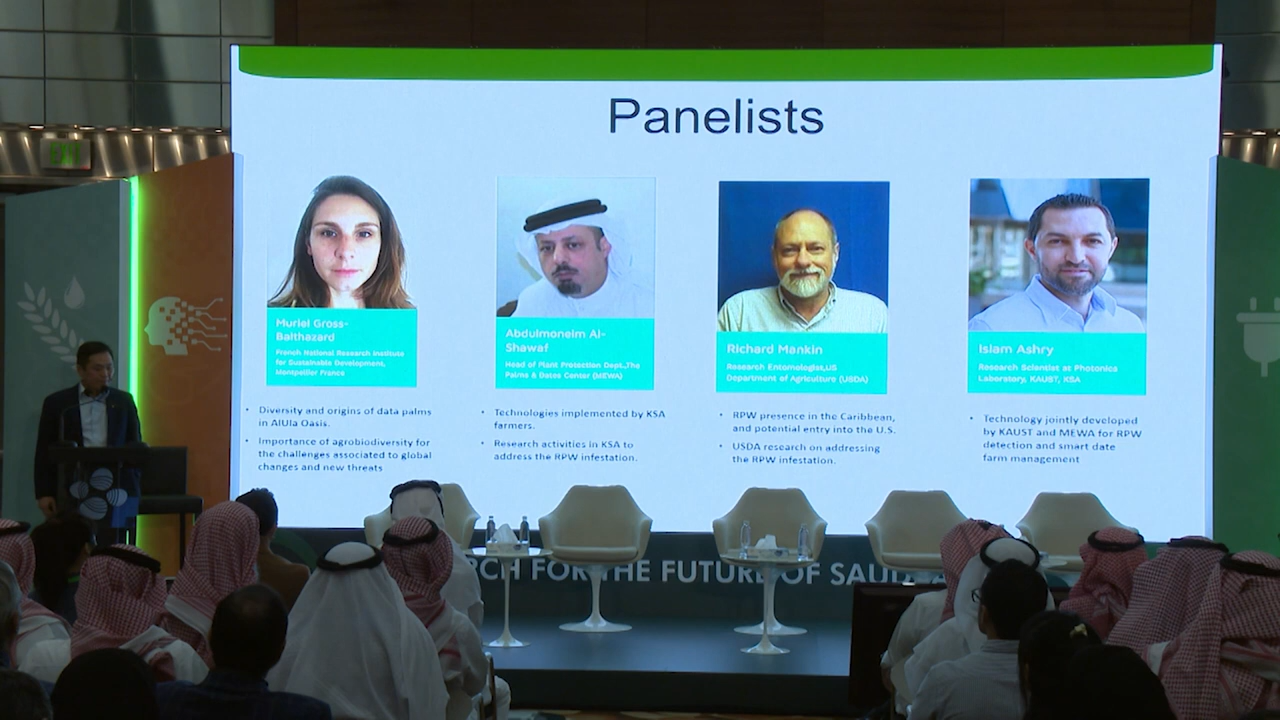 EXIT
Panelists
Muriel Gross-
Balthazard
French National Research Institute
for Sustainable Development,
Montpellier France
• Diversity and origins of data palms
in AlUla Oasis.
• Importance of agrobiodiversity for
the challenges associated to global
changes and new threats
Abdulmoneim Al-
Shawaf
Head of Plant Protection Dept.,The
Palms & Dates Center (MEWA)
• Technologies implemented by KSA
farmers.
• Research activities in KSA to
address the RPW infestation.
Richard Mankin
Research Entomologist,US
Department of Agriculture (USDA)
• RPW presence in the Caribbean,
and potential entry into the U.S.
• USDA research on addressing
the RPW infestation.
Islam Ashry
Research Scientist at Photonics
Laboratory, KAUST, KSA
• Technology jointly developed
by KAUST and MEWA for RPW
detection and smart date
farm management
FOR THE FUTURE OF